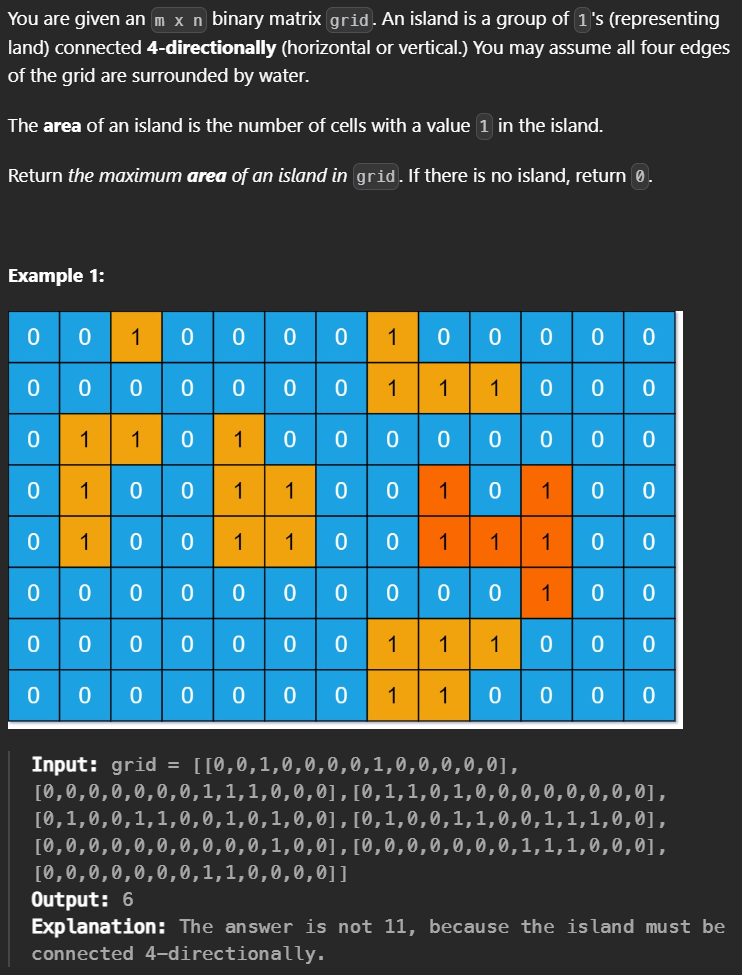 You are given an m x n binary matrix grid. An island is a group of 1's (representing
land) connected 4-directionally (horizontal or vertical.) You may assume all four edges
of the grid are surrounded by water.
The area of an island is the number of cells with a value 1 in the island.
Return the maximum area of an island in grid. If there is no island, return 0.
Example 1:
0 0 1 0 0 0 0 1 0 0 0 0 0
0 0 0 0 0 0 0 1 1 1 0 0 0
0 1 1 0 1 0 0 0 0 0 0 0 0
0 1 0 0 1 1 0 0 1 0 1 0 0
0 1 0 0 1 1 0 0 1 1 1 0 0
0 0 0 0 0 0 0 0 0 0 1 0 0
0 0 0 0 0 0 0 1 1 1 0 0 0
0 0 0 0 0 0 0 1 1 0 0 0 0
Input: grid = [[0,0,1,0,0,0,0,1,0,0,0,0,0],
[0,0,0,0,0,0,0,1,1,1,0,0,0],[0,1,1,0,1,0,0,0,0,0,0,0,0],
[0,1,0,0,1,1,0,0,1,0,1,0,0],[0,1,0,0,1,1,0,0,1,1,1,0,0],
[0,0,0,0,0,0,0,0,0,0,1,0,0],[0,0,0,0,0,0,0,1,1,1,0,0,0],
[0,0,0,0,0,0,0,1,1,0,0,0,0]]
Output: 6
Explanation: The answer is not 11, because the island must be
connected 4-directionally.